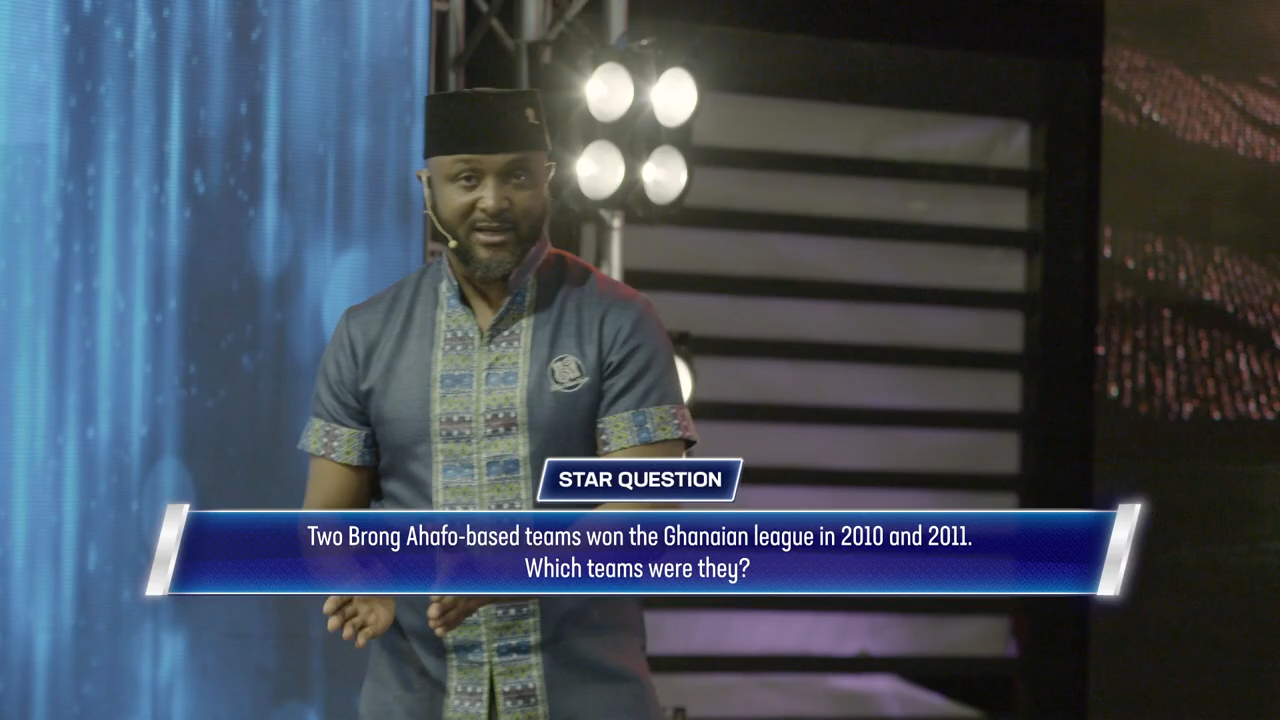 STAR QUESTION
Two Brong Ahafo-based teams won the Ghanaian league in 2010 and 2011.
Which teams were they?